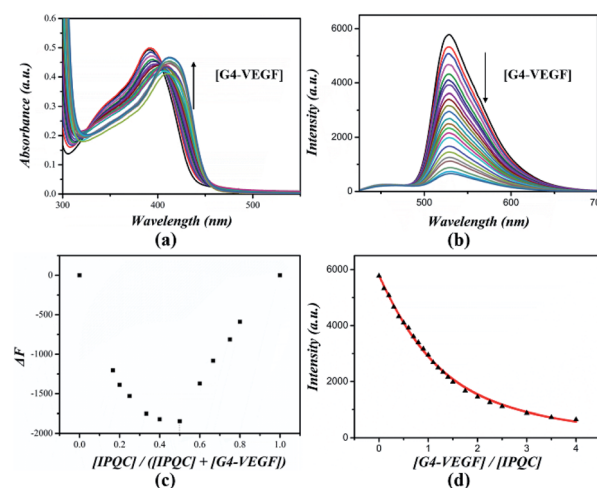 0.6
0.5
0.4
0.3
0.2
0.1
0.0
Absorbance (a.u.)
[G4-VEGF]
300
400
500
Wavelength (nm)
(a)
6000
4000
2000
0
Intensity (a.u.)
[G4-VEGF]
500
600
700
Wavelength (nm)
(b)
0
-500
-1000
-1500
-2000
ΔF
0.0
0.2
0.4
0.6
0.8
1.0
[IPQC] / ([IPQC] + [G4-VEGF])
(c)
6000
4000
2000
0
Intensity (a.u.)
0
1
2
3
4
[G4-VEGF] / [IPQC]
(d)